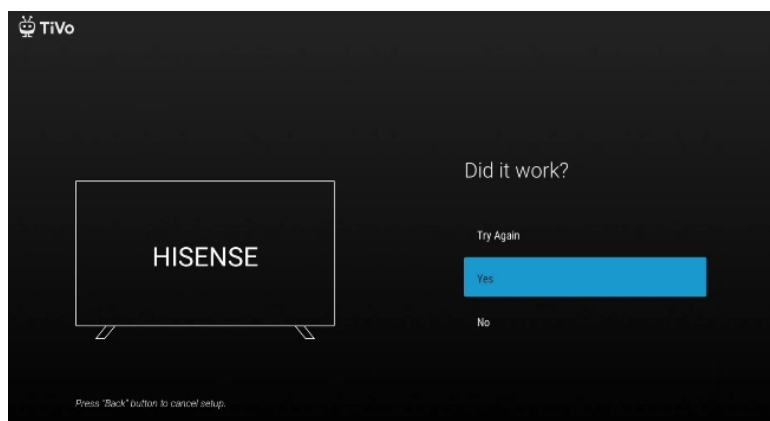 TiVo
Did it work?
Try Again
HISENSE
Yes
No
Press "Back" button to cancel setup.